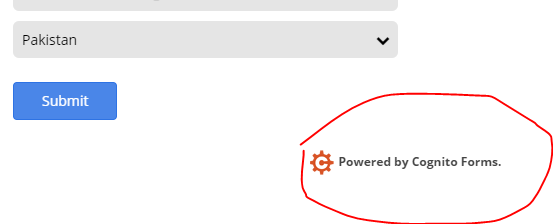 Pakistan
Submit
Powered by Cognito Forms.